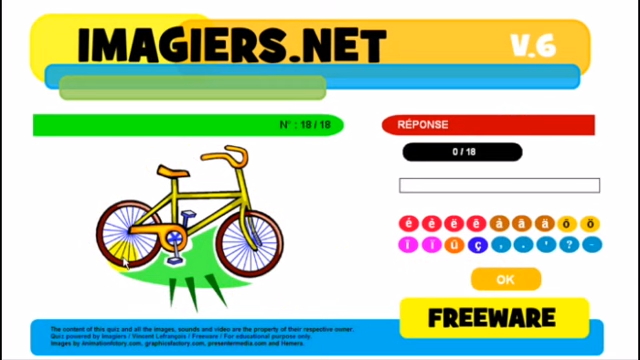 IMAGIERS.NET
V.6
N° : 18 / 18
RÉPONSE
0 / 18
OK
FREEWARE
The content of this quiz and all the images, sounds and video are the property of their respective owner.
Quiz powered by Imagiers / Vincent Lefrançois / Freeware / For educational purpose only.
Images by Animationfactory.com, graphicsfactory.com, presentermedia.com and Hemera.